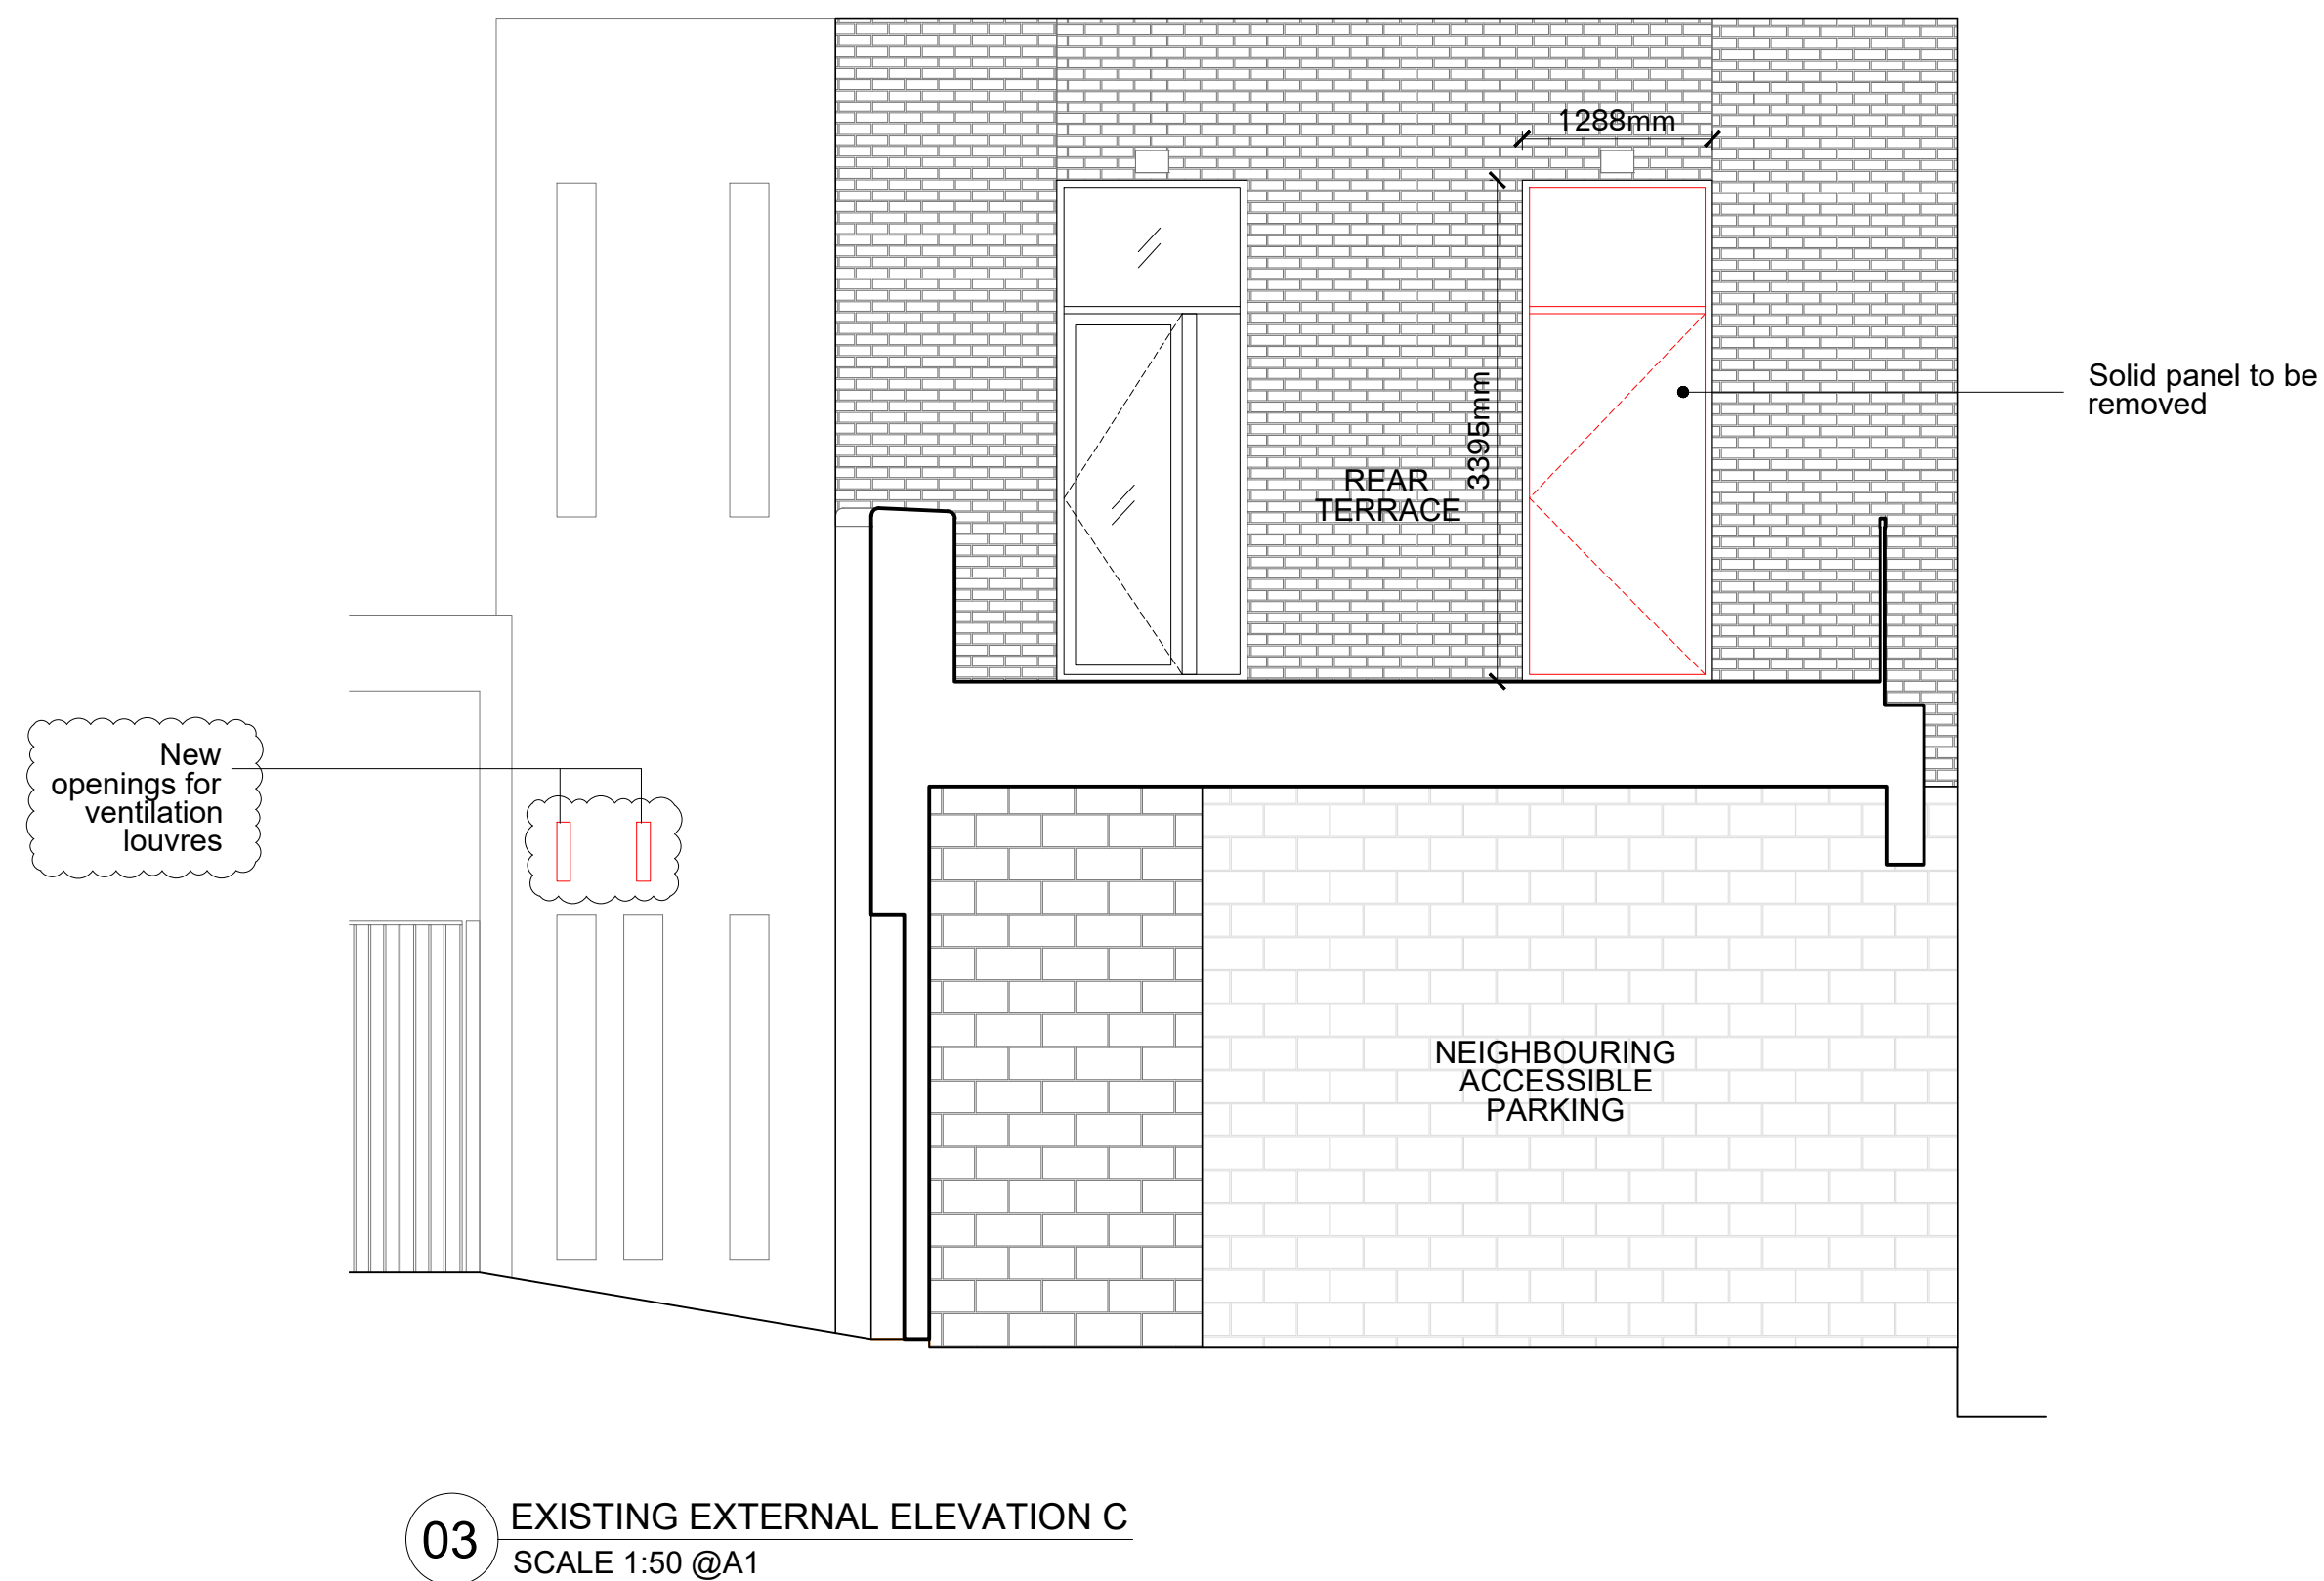 1288mm
Solid panel to be
removed
3395mm
REAR
TERRACE
New
openings for
ventilation
louvres
NEIGHBOURING
ACCESSIBLE
PARKING
03
EXISTING EXTERNAL ELEVATION C
SCALE 1:50 @A1